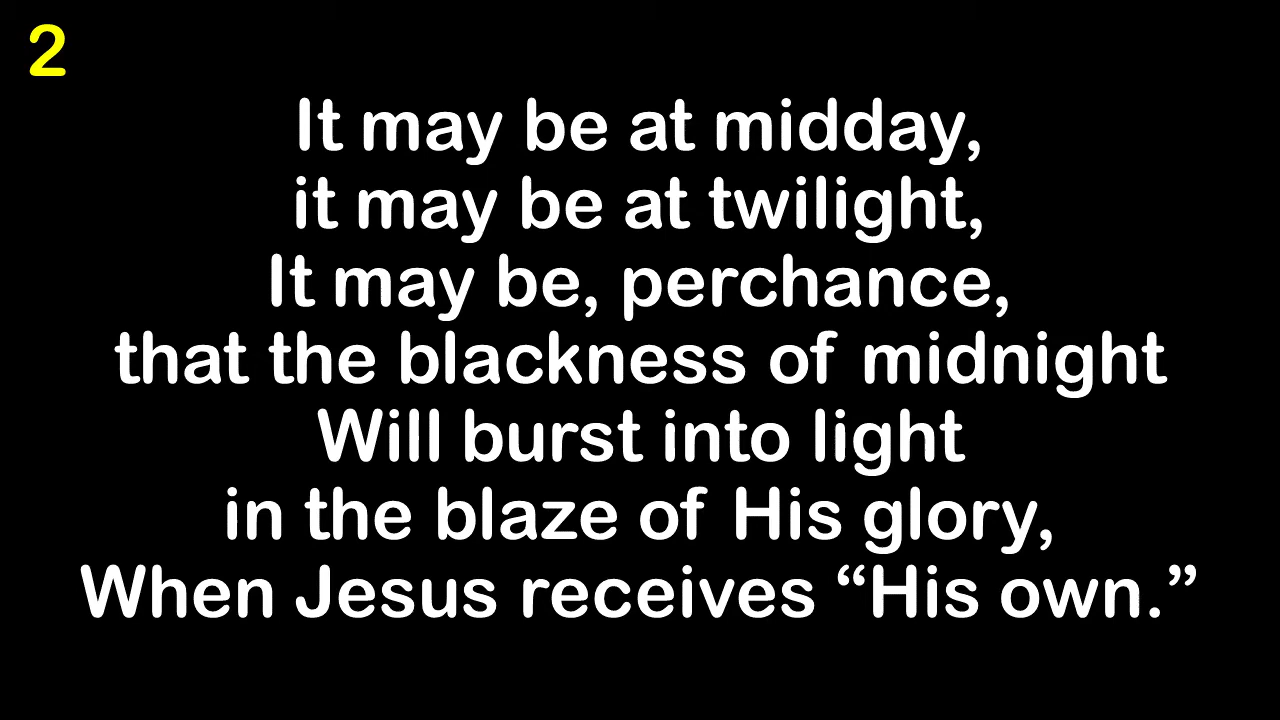 2
It may be at midday,
it may be at twilight,
It may be, perchance,
that the blackness of midnight
Will burst into light
in the blaze of His glory,
When Jesus receives “His own.”